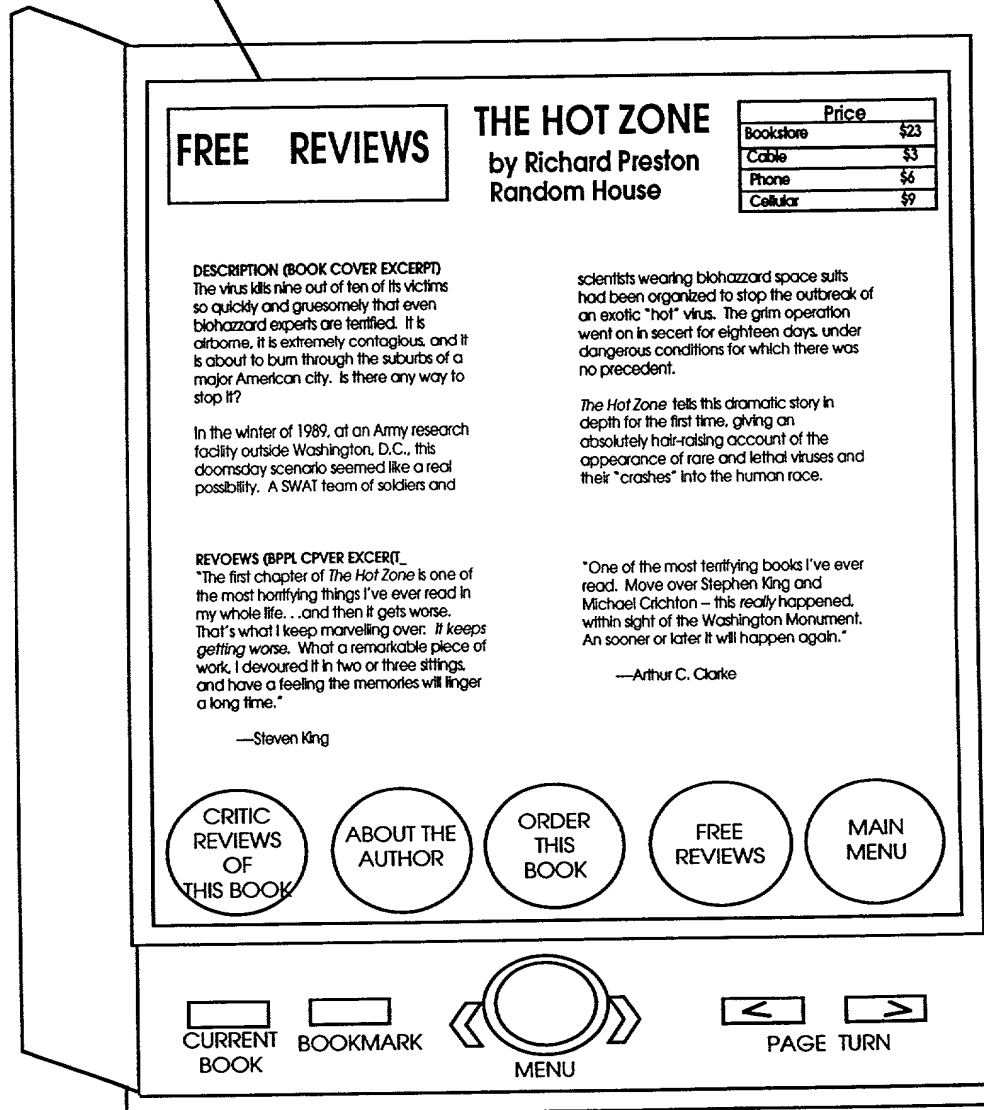 FREE REVIEWS
THE HOT ZONE
by Richard Preston
Random House
Price
Bookstore $23
Cable $3
Phone $6
Cellular $9
DESCRIPTION (BOOK COVER EXCERPT)
The virus kills nine out of ten of its victims
so quickly and gruesomely that even
biohazzard experts are terrified. It is
airborne, it is extremely contagious, and it
is about to burn through the suburbs of a
major American city. Is there any way to
stop it?
In the winter of 1989, at an Army research
facility outside Washington, D.C., this
doomsday scenario seemed like a real
possibility. A SWAT team of soldiers and
scientists wearing biohazzard space suits
had been organized to stop the outbreak of
an exotic "hot" virus. The grim operation
went on in secert for eighteen days, under
dangerous conditions for which there was
no precedent.
The Hot Zone tells this dramatic story in
depth for the first time, giving an
absolutely hair-raising account of the
appearance of rare and lethal viruses and
their "crashes" into the human race.
REVOEWS (BPPL CPVER EXCER(T_
"The first chapter of The Hot Zone is one of
the most horrifying things I've ever read in
my whole life. . .and then it gets worse.
That's what I keep marvelling over: it keeps
getting worse. What a remarkable piece of
work, I devoured it in two or three sittings,
and have a feeling the memories will linger
a long time."
—Steven King
"One of the most terrifying books I've ever
read. Move over Stephen King and
Michael Crichton – this really happened,
within sight of the Washington Monument.
An sooner or later it will happen again."
—Arthur C. Clarke
CRITIC
REVIEWS
OF
THIS BOOK
ABOUT THE
AUTHOR
ORDER
THIS
BOOK
FREE
REVIEWS
MAIN
MENU
CURRENT
BOOK
BOOKMARK
MENU
< >
PAGE TURN